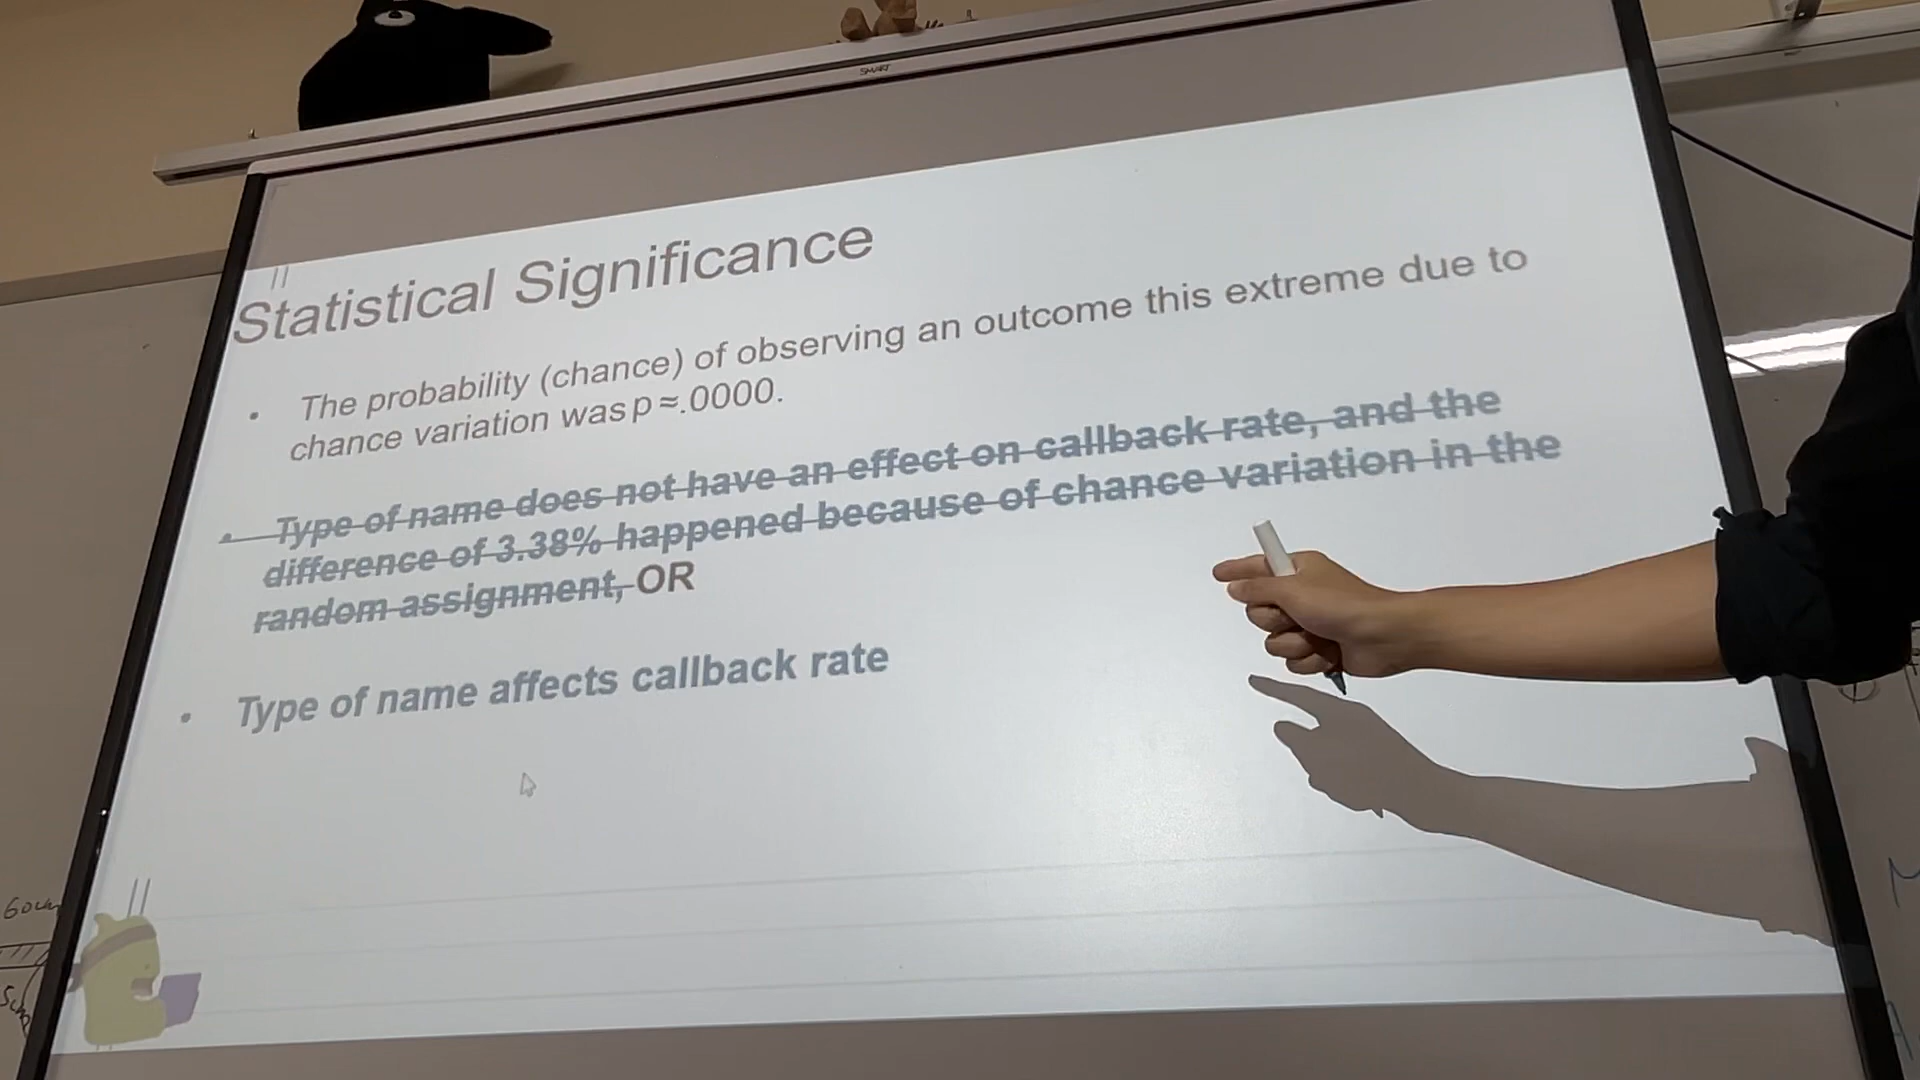 SMART
Statistical Significance
• The probability (chance) of observing an outcome this extreme due to
chance variation was p ≈.0000.
• Type of name does not have an effect on callback rate, and the
difference of 3.38% happened because of chance variation in the
random assignment, OR
• Type of name affects callback rate